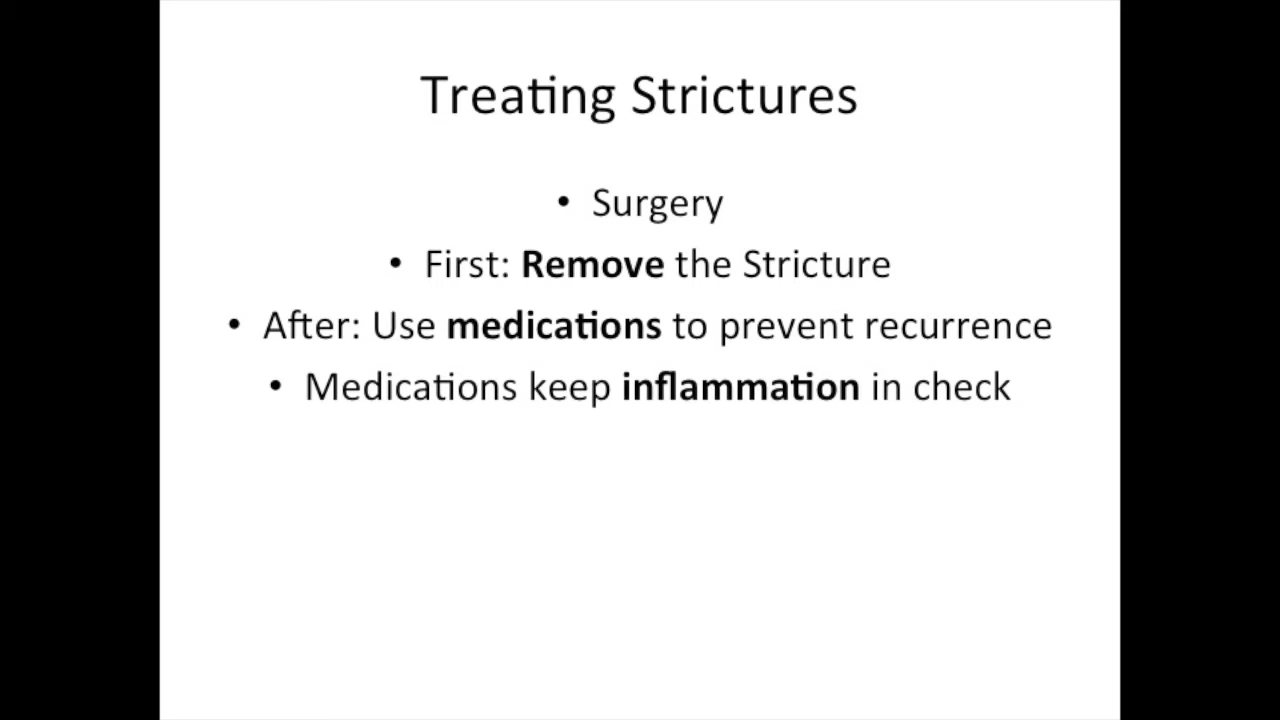 Treating Strictures
• Surgery
• First: Remove the Stricture
• After: Use medications to prevent recurrence
• Medications keep inflammation in check